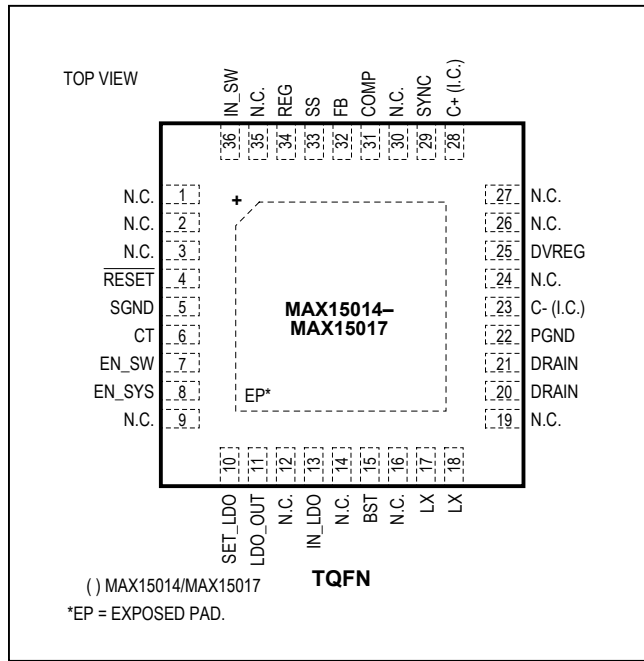 TOP VIEW
IN_SW
N.C.
REG
SS
FB
COMP
N.C.
SYNC
C+ (I.C.)
36
35
34
33
32
31
30
29
28
N.C. 1
N.C. 2
N.C. 3
RESET 4
SGND 5
CT 6
EN_SW 7
EN_SYS 8
N.C. 9
+
MAX15014–
MAX15017
EP*
27 N.C.
26 N.C.
25 DVREG
24 N.C.
23 C- (I.C.)
22 PGND
21 DRAIN
20 DRAIN
19 N.C.
10
11
12
13
14
15
16
17
18
SET_LDO
LDO_OUT
N.C.
IN_LDO
N.C.
BST
N.C.
LX
LX
TQFN
( ) MAX15014/MAX15017
*EP = EXPOSED PAD.